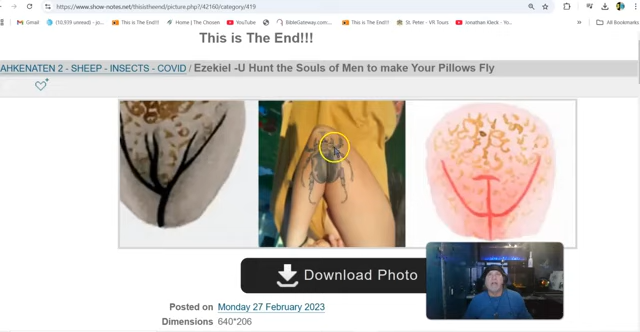 https://www.show-notes.net/thisistheend/picture.php?/42160/category/419
Gmail (10,939 unread) This is The End!!! Home | The Chosen YouTube BibleGateway.com... This is The End!!! St. Peter - VR Tours Jonathan Kleck All Bookmarks
This is The End!!!
AHKENATEN 2 - SHEEP - INSECTS - COVID / Ezekiel -U Hunt the Souls of Men to make Your Pillows Fly
Download Photo
Posted on Monday 27 February 2023
Dimensions 640*206